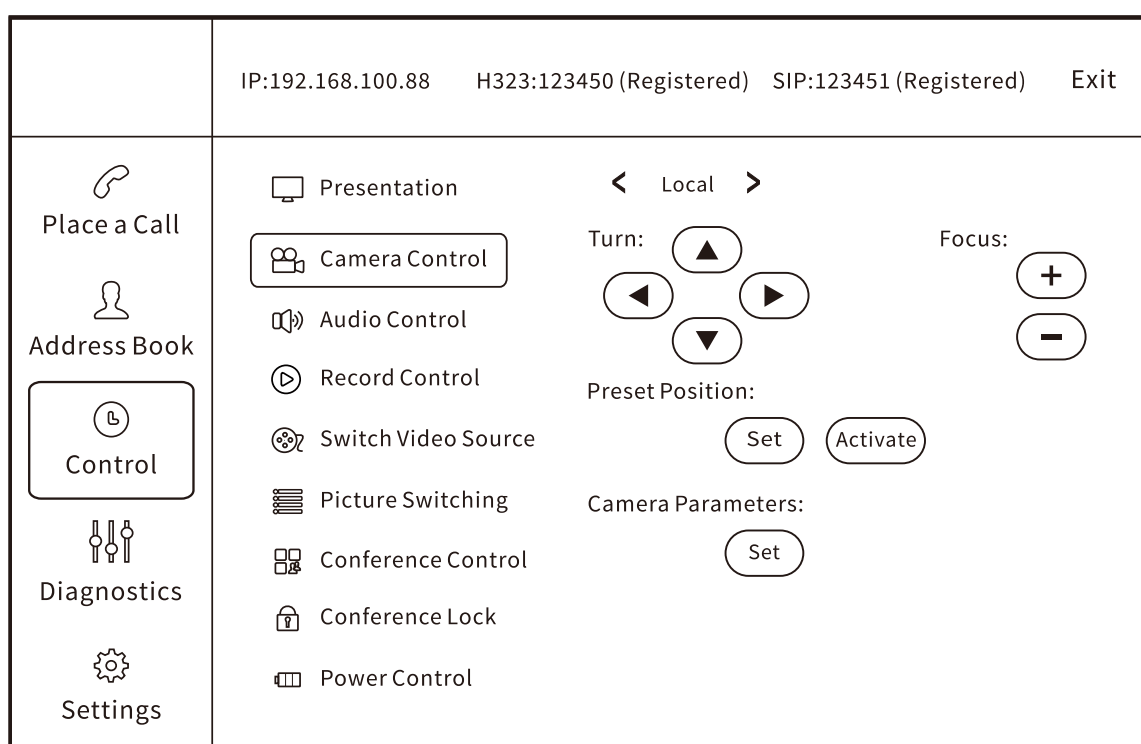 IP:192.168.100.88 H323:123450 (Registered) SIP:123451 (Registered) Exit
Place a Call
Address Book
Control
Diagnostics
Settings
Presentation
Camera Control
Audio Control
Record Control
Switch Video Source
Picture Switching
Conference Control
Conference Lock
Power Control
< Local >
Turn:
Focus:
+
−
Preset Position:
Set Activate
Camera Parameters:
Set